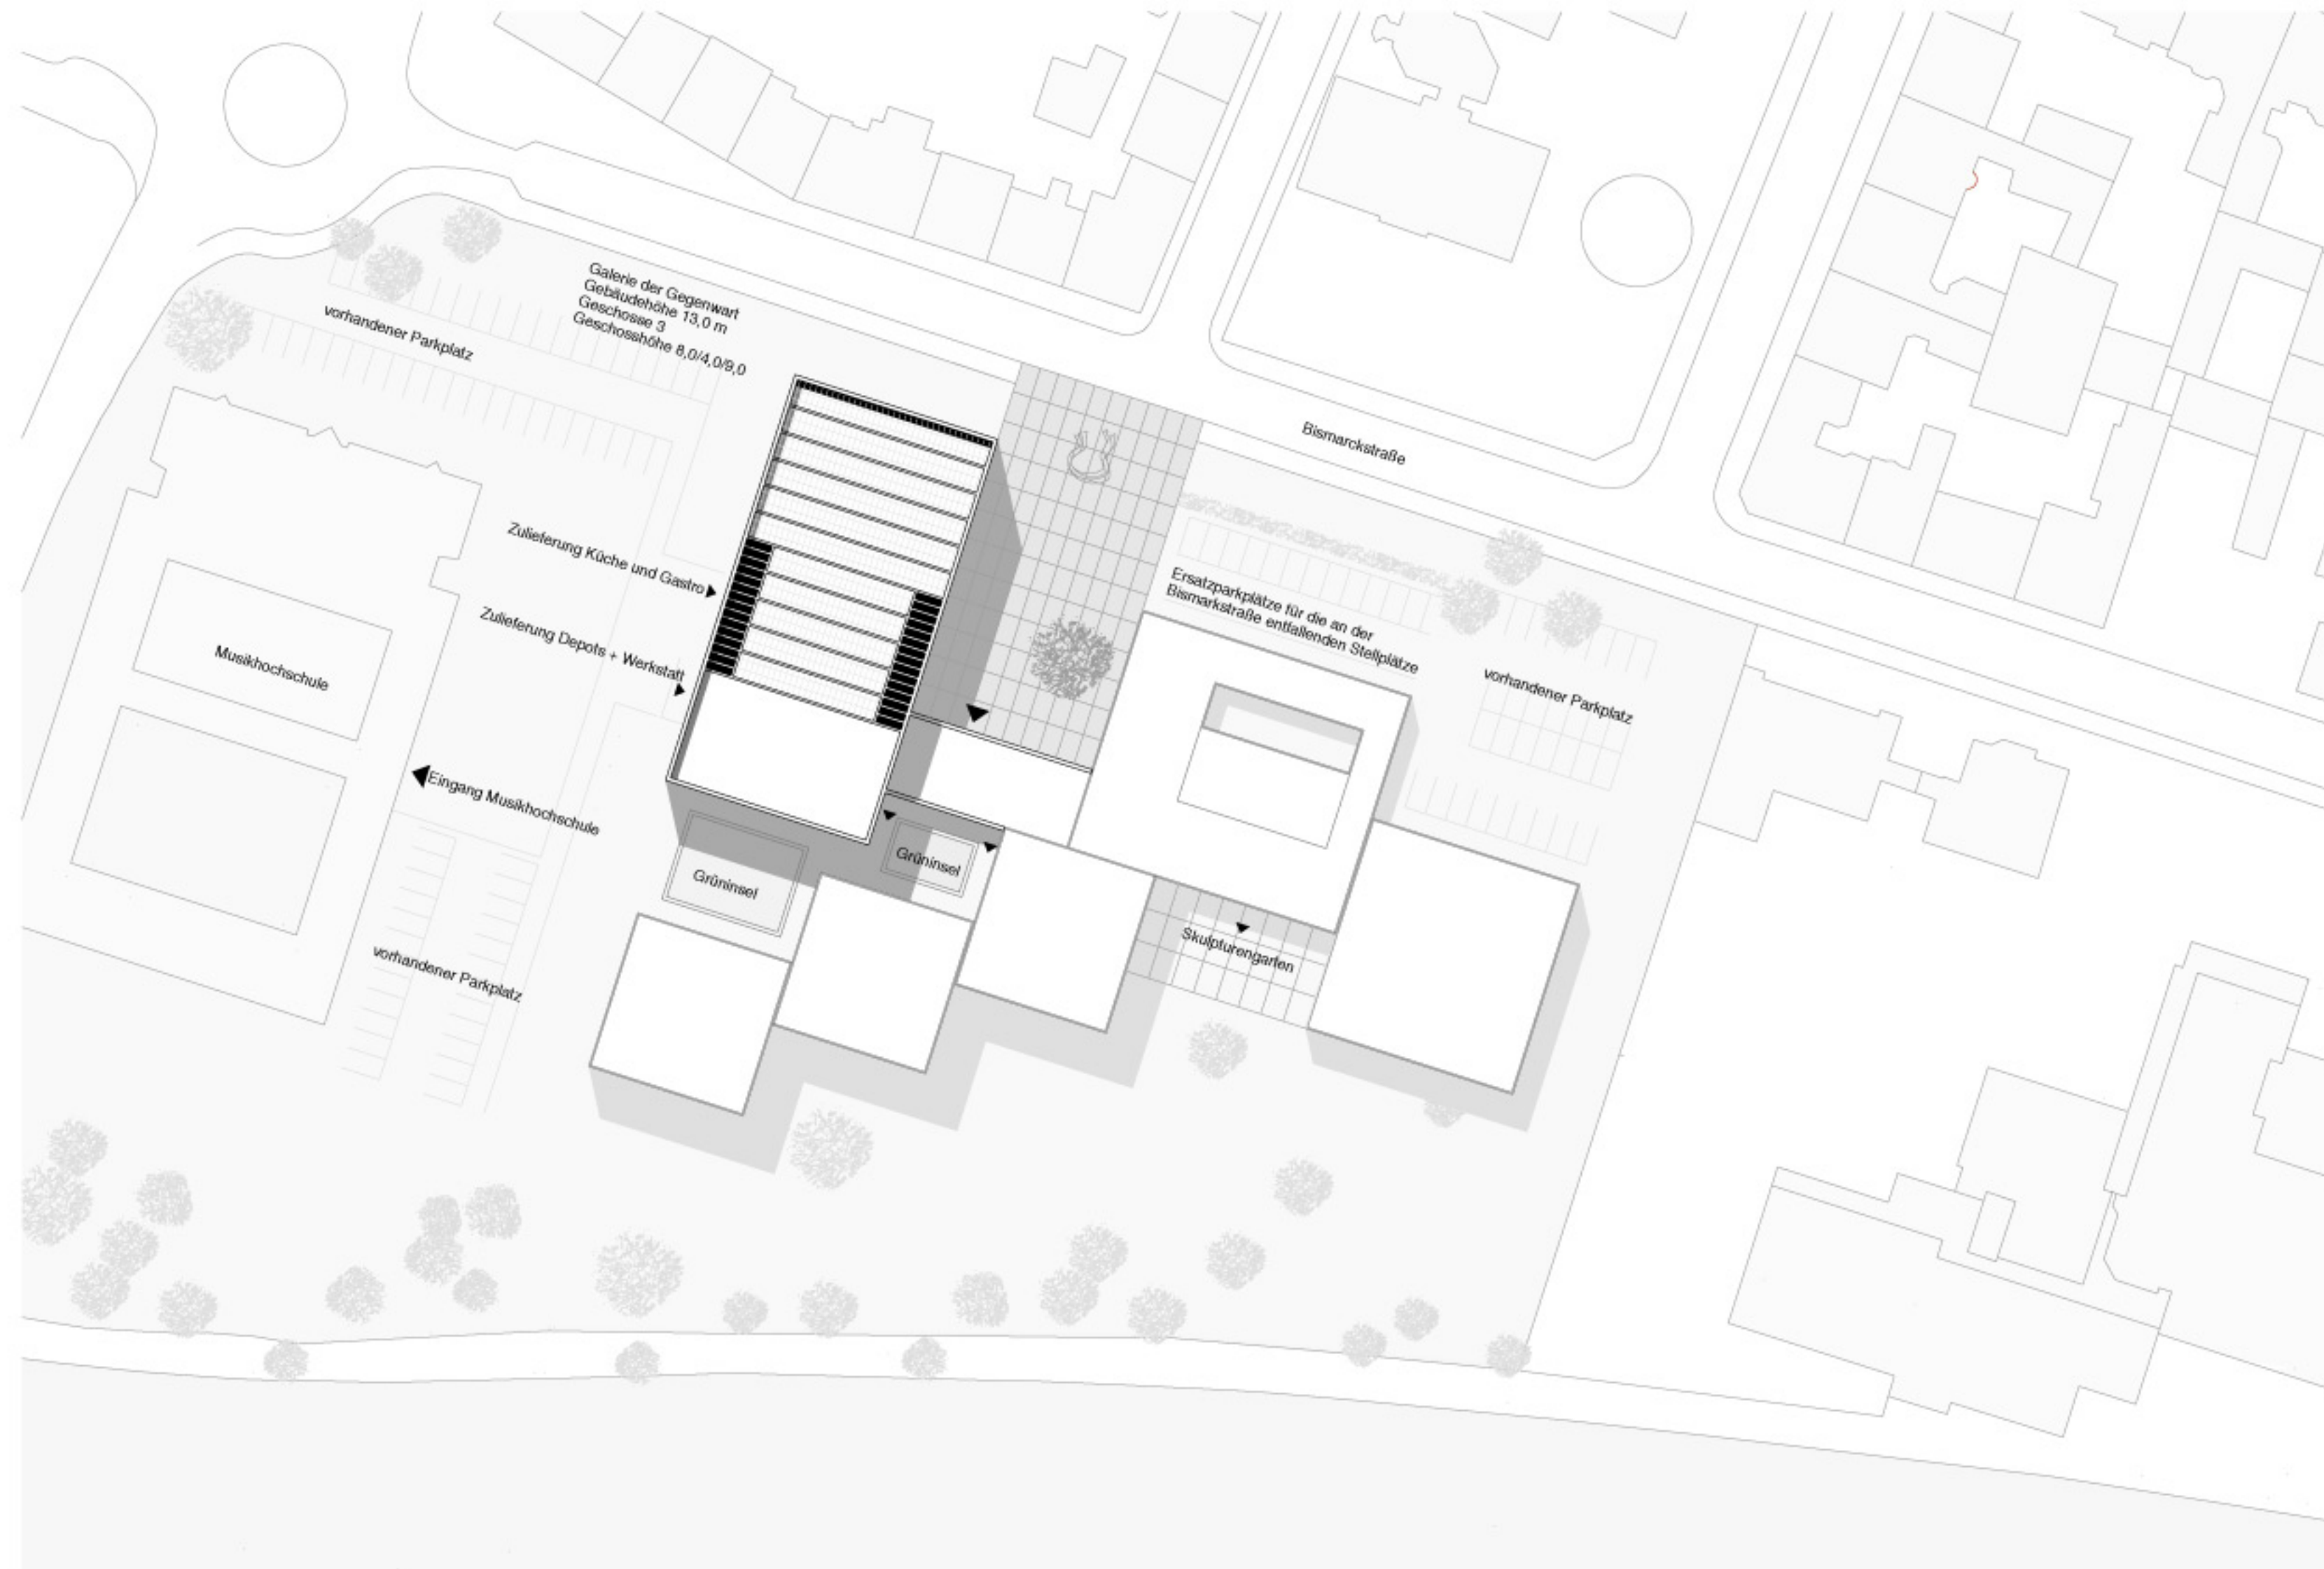 Galerie der Gegenwart
Gebäudehöhe 13,0 m
Geschosse 3
Geschosshöhe 8,0/4,0/9,0
vorhandener Parkplatz
Bismarckstraße
Zulieferung Küche und Gastro
Ersatzparkplätze für die an der
Bismarkstraße entfallenden Stellplätze
Zulieferung Depots + Werkstatt
Musikhochschule
vorhandener Parkplatz
Eingang Musikhochschule
Grüninsel
Grüninsel
Skulpturengarten
vorhandener Parkplatz